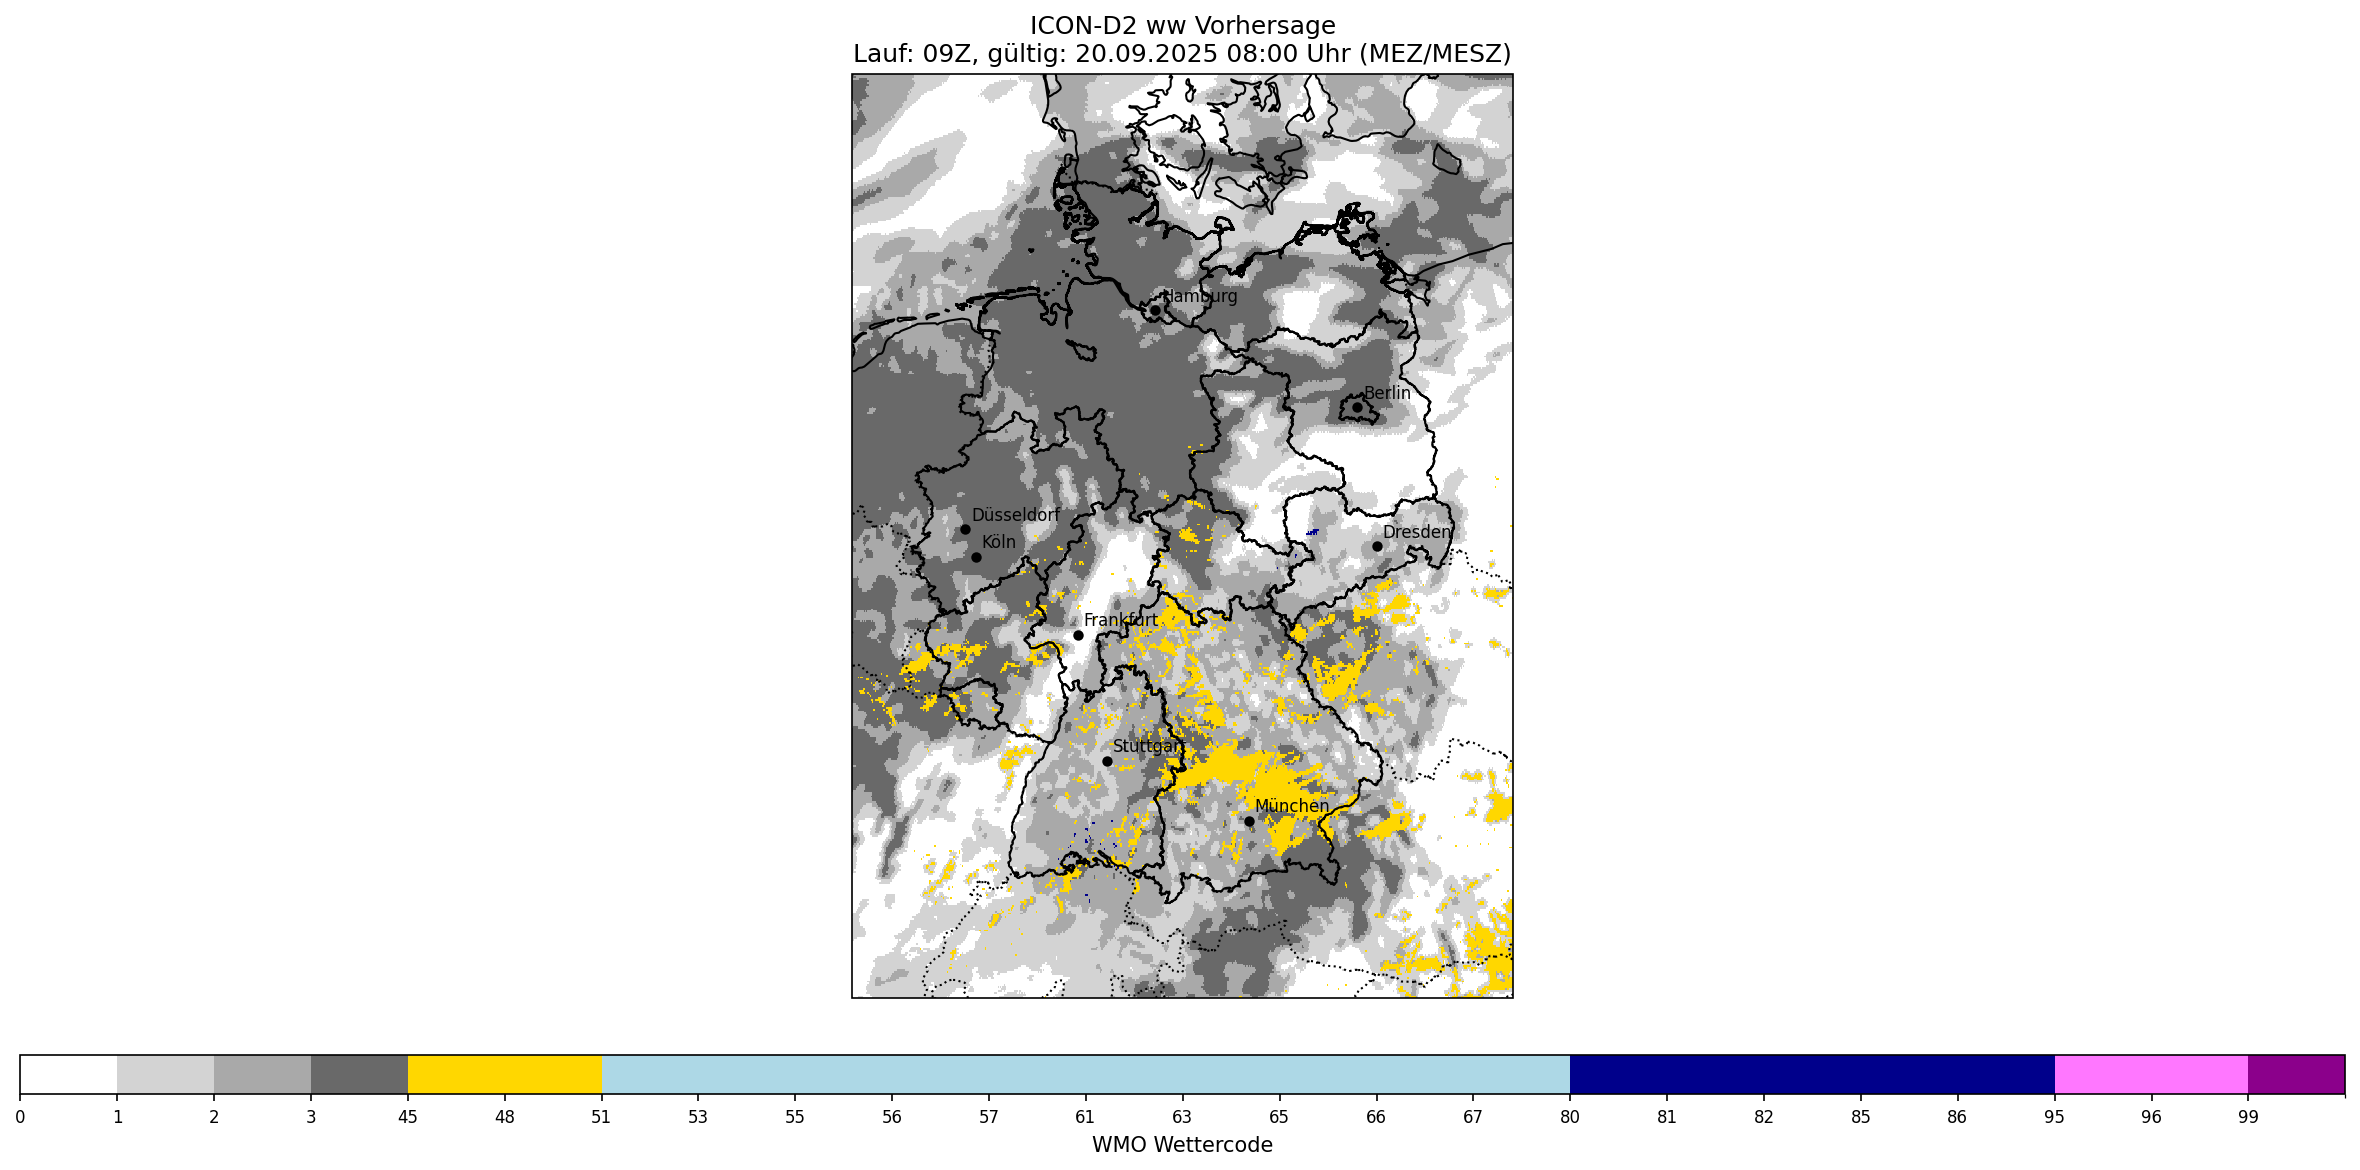 ICON-D2 ww Vorhersage
Lauf: 09Z, gültig: 20.09.2025 08:00 Uhr (MEZ/MESZ)
Hamburg
Berlin
Düsseldorf
Dresden
Köln
Frankfurt
Stuttgart
München
0 1 2 3 45 48 51 53 55 56 57 61 63 65 66 67 80 81 82 85 86 95 96 99
WMO Wettercode